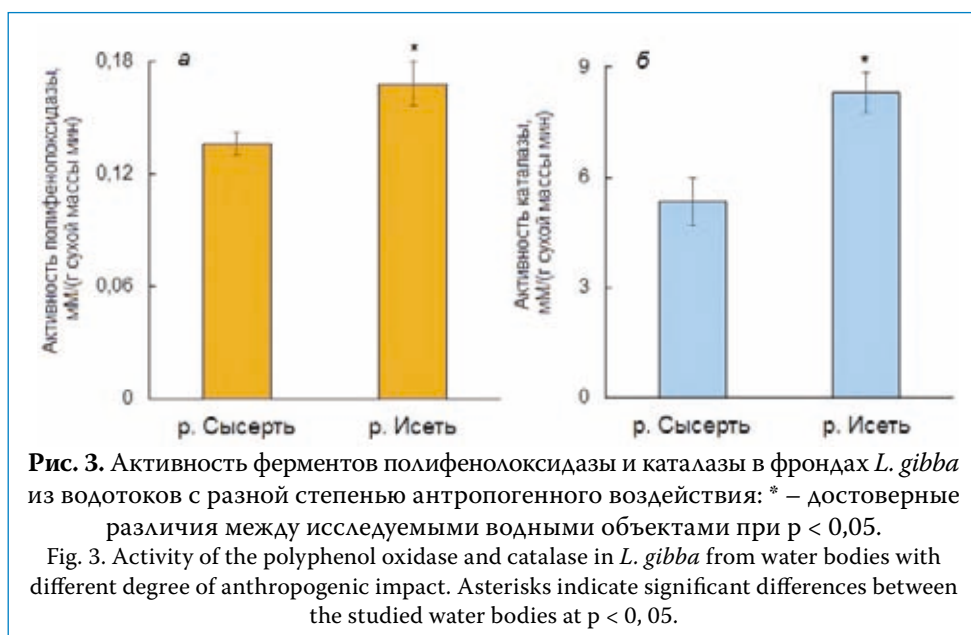 Активность полифенолоксидазы,
мМ/(г сухой массы мин)
0,18
0,12
0,06
0
а
*
р. Сысерть
р. Исеть
Активность каталазы,
мМ/(г сухой массы мин)
9
6
3
0
б
*
р. Сысерть
р. Исеть
Рис. 3. Активность ферментов полифенолоксидазы и каталазы в фрондах L. gibba
из водотоков с разной степенью антропогенного воздействия: * – достоверные
различия между исследуемыми водными объектами при p < 0,05.
Fig. 3. Activity of the polyphenol oxidase and catalase in L. gibba from water bodies with
different degree of anthropogenic impact. Asterisks indicate significant differences between
the studied water bodies at p < 0, 05.